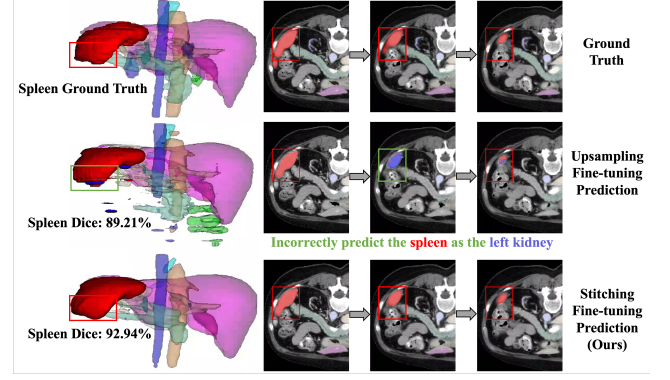 Spleen Ground Truth
Ground
Truth
Spleen Dice: 89.21%
Upsampling
Fine-tuning
Prediction
Incorrectly predict the spleen as the left kidney
Spleen Dice: 92.94%
Stitching
Fine-tuning
Prediction
(Ours)